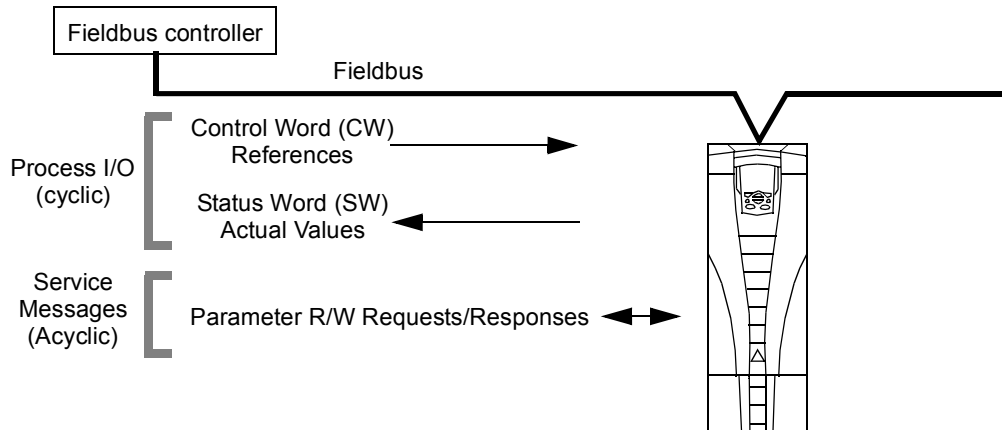 Fieldbus controller
Fieldbus
Process I/O
(cyclic)
Control Word (CW)
References
Status Word (SW)
Actual Values
Service
Messages
(Acyclic)
Parameter R/W Requests/Responses